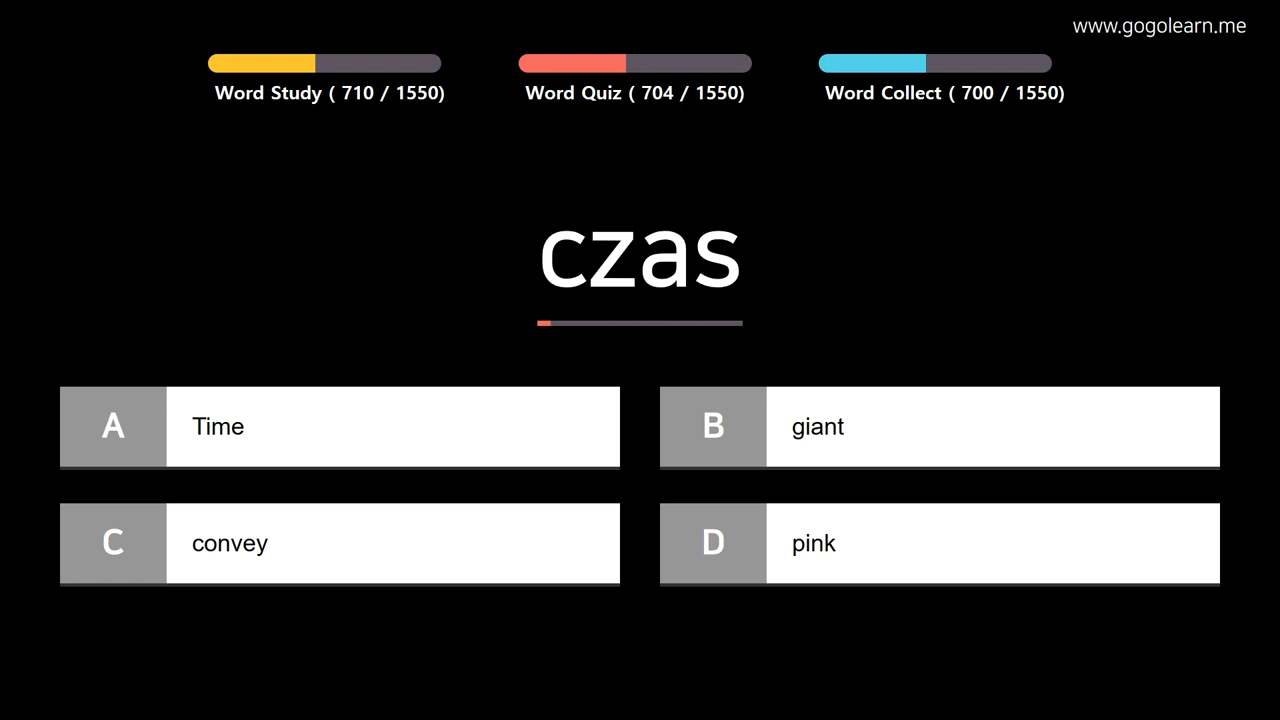 www.gogolearn.me
Word Study ( 710 / 1550)
Word Quiz ( 704 / 1550)
Word Collect ( 700 / 1550)
czas
A Time
B giant
C convey
D pink